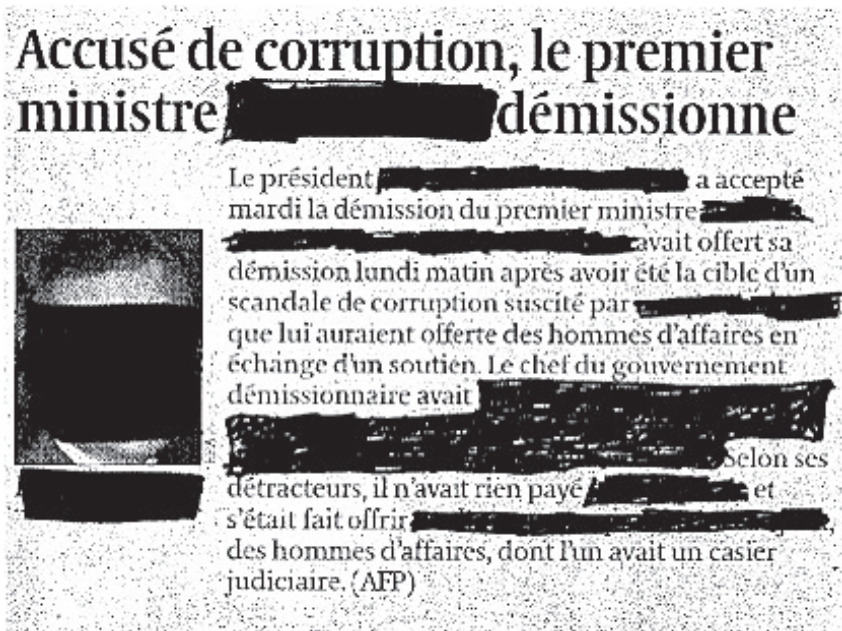 Accusé de corruption, le premier
ministre démissionne
Le président a accepté
mardi la démission du premier ministre
avait offert sa
démission lundi matin après avoir été la cible d'un
scandale de corruption suscité par
que lui auraient offerte des hommes d'affaires en
échange d'un soutien. Le chef du gouvernement
démissionnaire avait
Selon ses
détracteurs, il n'avait rien payé et
s'était fait offrir ,
des hommes d'affaires, dont l'un avait un casier
judiciaire. (AFP)